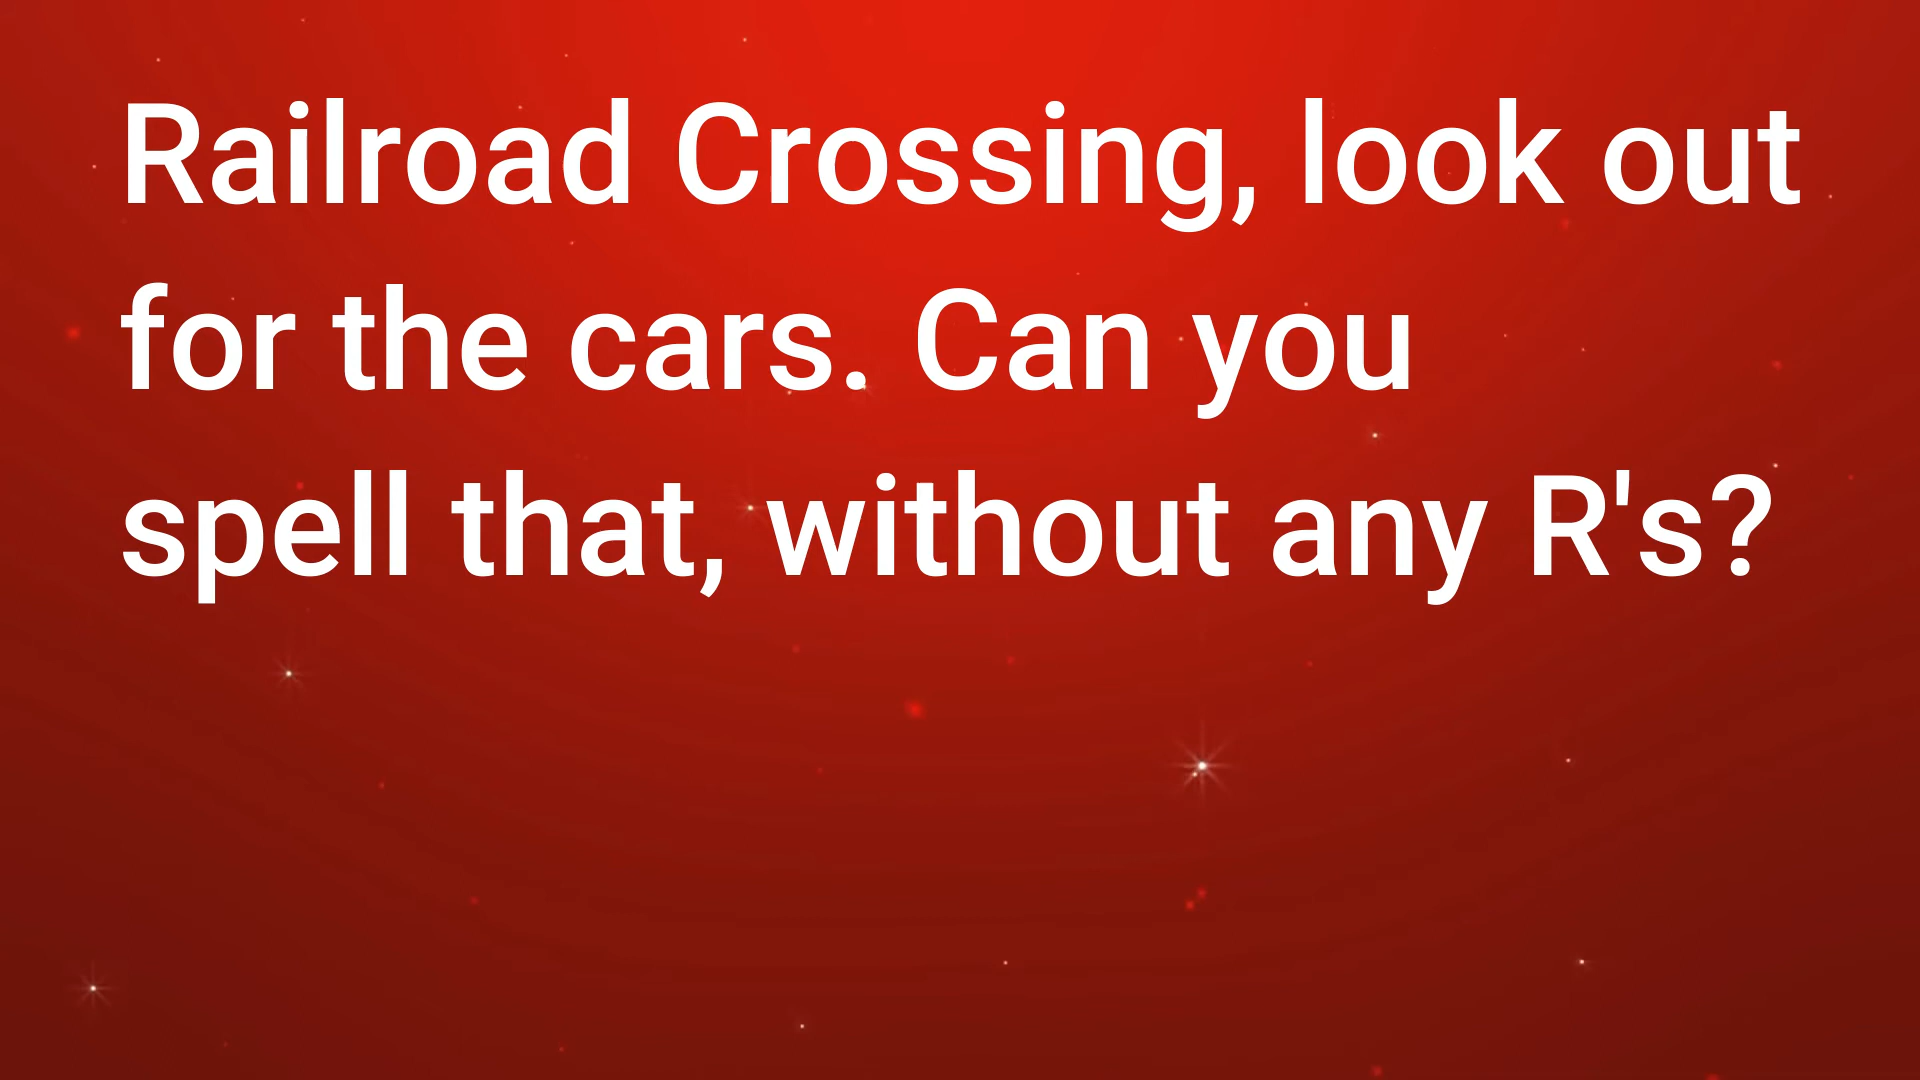 Railroad Crossing, look out
for the cars. Can you
spell that, without any R's?